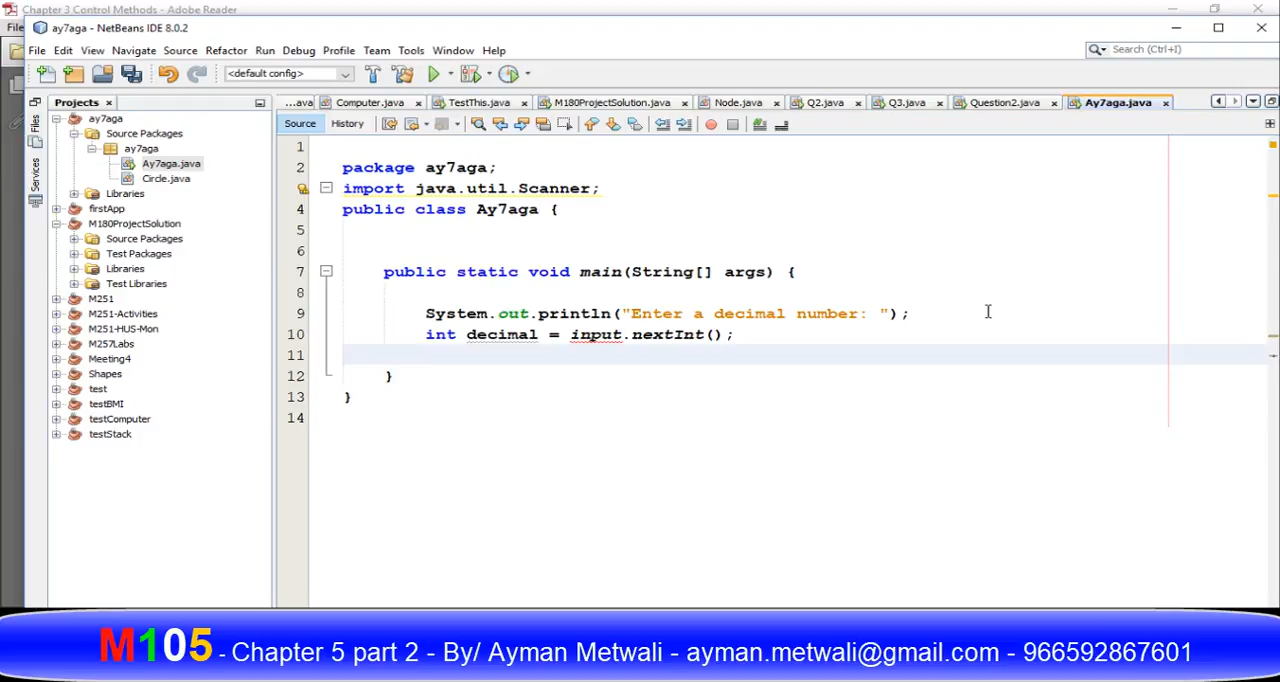 Chapter 3 Control Methods - Adobe Reader
File
ay7aga - NetBeans IDE 8.0.2
File Edit View Navigate Source Refactor Run Debug Profile Team Tools Window Help
Search (Ctrl+I)
<default config>
Projects
...ava Computer.java TestThis.java M180ProjectSolution.java Node.java Q2.java Q3.java Question2.java Ay7aga.java
Files
Services
Source History
ay7aga
Source Packages
ay7aga
Ay7aga.java
Circle.java
Libraries
firstApp
M180ProjectSolution
Source Packages
Test Packages
Libraries
Test Libraries
M251
M251-Activities
M251-HUS-Mon
M257Labs
Meeting4
Shapes
test
testBMI
testComputer
testStack
1
2 package ay7aga;
import java.util.Scanner;
4 public class Ay7aga {
5
6
7 public static void main(String[] args) {
8
9 System.out.println("Enter a decimal number: ");
10 int decimal = input.nextInt();
11
12 }
13 }
14
M105 - Chapter 5 part 2 - By/ Ayman Metwali - ayman.metwali@gmail.com - 966592867601